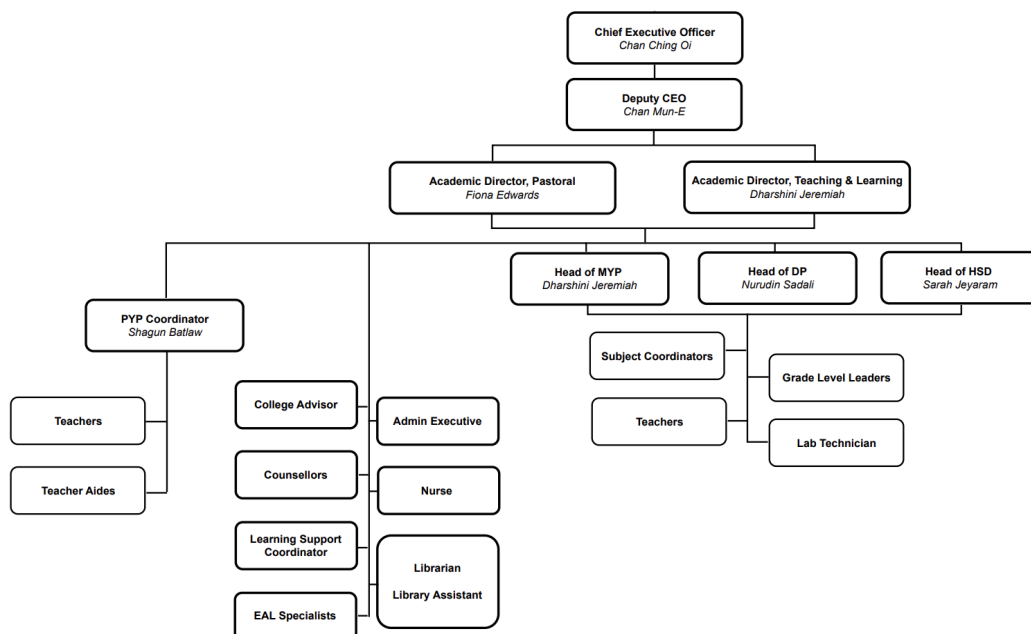 Chief Executive Officer
Chan Ching Oi
Deputy CEO
Chan Mun-E
Academic Director, Pastoral
Fiona Edwards
Academic Director, Teaching & Learning
Dharshini Jeremiah
Head of MYP
Dharshini Jeremiah
Head of DP
Nurudin Sadali
Head of HSD
Sarah Jeyaram
PYP Coordinator
Shagun Batlaw
Subject Coordinators
Grade Level Leaders
Teachers
Lab Technician
Teachers
Teacher Aides
College Advisor
Admin Executive
Counsellors
Nurse
Learning Support
Coordinator
Librarian
Library Assistant
EAL Specialists